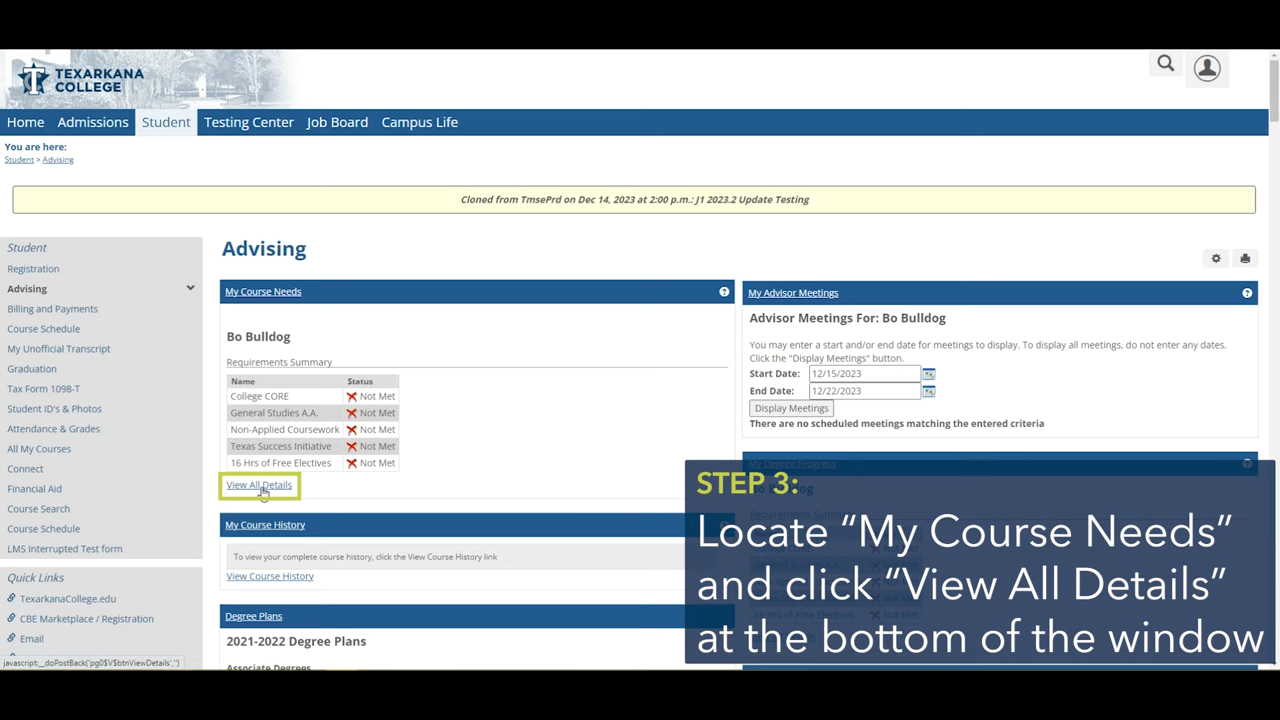 TEXARKANA
COLLEGE
Home Admissions Student Testing Center Job Board Campus Life
You are here:
Student > Advising
Cloned from TmsePrd on Dec 14, 2023 at 2:00 p.m.: J1 2023.2 Update Testing
Student
Registration
Advising
Billing and Payments
Course Schedule
My Unofficial Transcript
Graduation
Tax Form 1098-T
Student ID's & Photos
Attendance & Grades
All My Courses
Connect
Financial Aid
Course Search
Course Schedule
LMS Interrupted Test form
Quick Links
TexarkanaCollege.edu
CBE Marketplace / Registration
Email
javascript:__doPostBack('pg0$V$btnViewDetails','')
Advising
My Course Needs
Bo Bulldog
Requirements Summary
Name Status
College CORE Not Met
General Studies A.A. Not Met
Non-Applied Coursework Not Met
Texas Success Initiative Not Met
16 Hrs of Free Electives Not Met
View All Details
My Course History
To view your complete course history, click the View Course History link
View Course History
Degree Plans
2021-2022 Degree Plans
Associate Degrees
My Advisor Meetings
Advisor Meetings For: Bo Bulldog
You may enter a start and/or end date for meetings to display. To display all meetings, do not enter any dates.
Click the "Display Meetings" button.
Start Date: 12/15/2023
End Date: 12/22/2023
Display Meetings
There are no scheduled meetings matching the entered criteria
My Degree Progress
STEP 3:
Locate “My Course Needs”
and click “View All Details”
at the bottom of the window